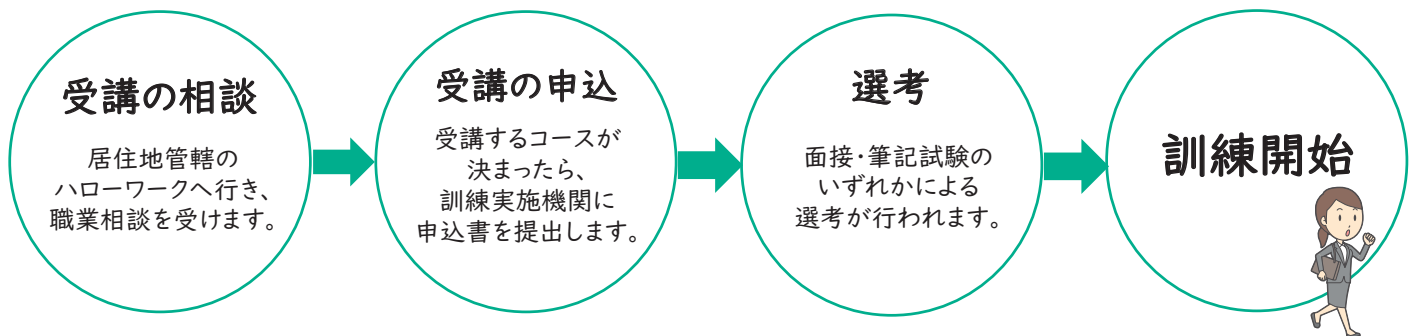 受講の相談
居住地管轄の
ハローワークへ行き、
職業相談を受けます。
受講の申込
受講するコースが
決まったら、
訓練実施機関に
申込書を提出します。
選考
面接・筆記試験の
いずれかによる
選考が行われます。
訓練開始